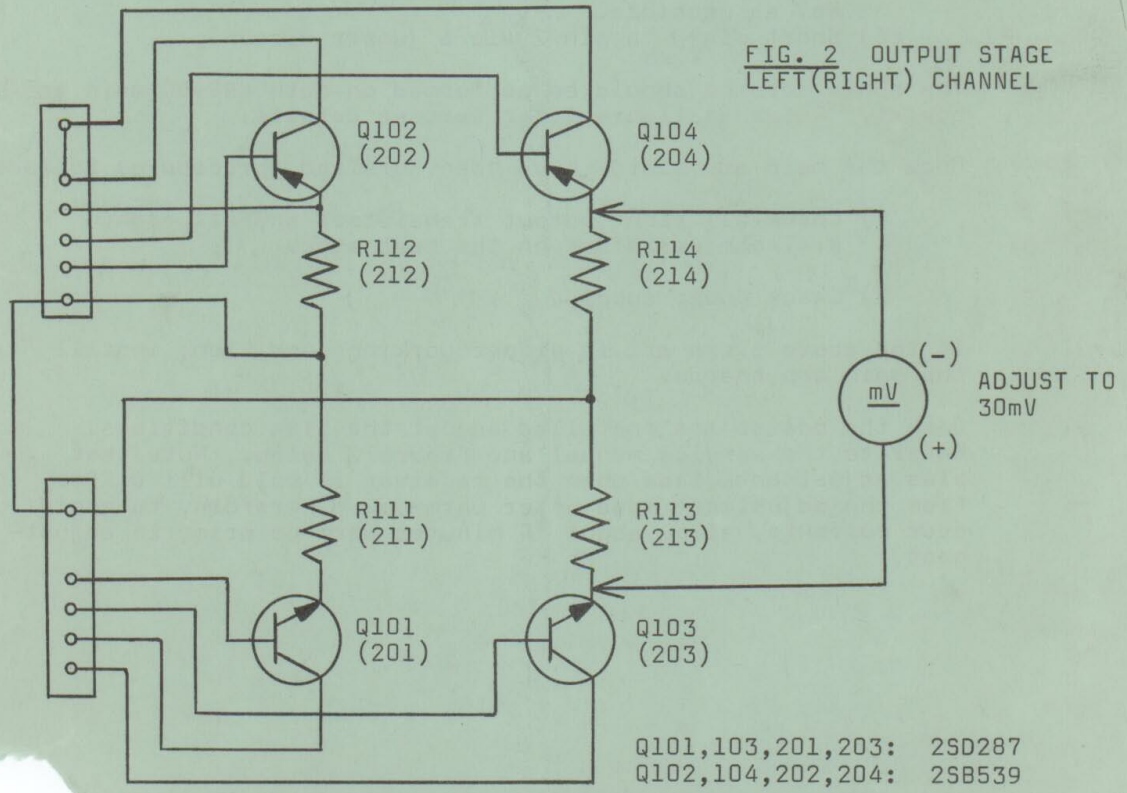 FIG. 2 OUTPUT STAGE
LEFT(RIGHT) CHANNEL
Q102
(202)
Q104
(204)
R112
(212)
R114
(214)
(-)
mV
ADJUST TO
30mV
(+)
R111
(211)
R113
(213)
Q101
(201)
Q103
(203)
Q101,103,201,203: 2SD287
Q102,104,202,204: 2SB539